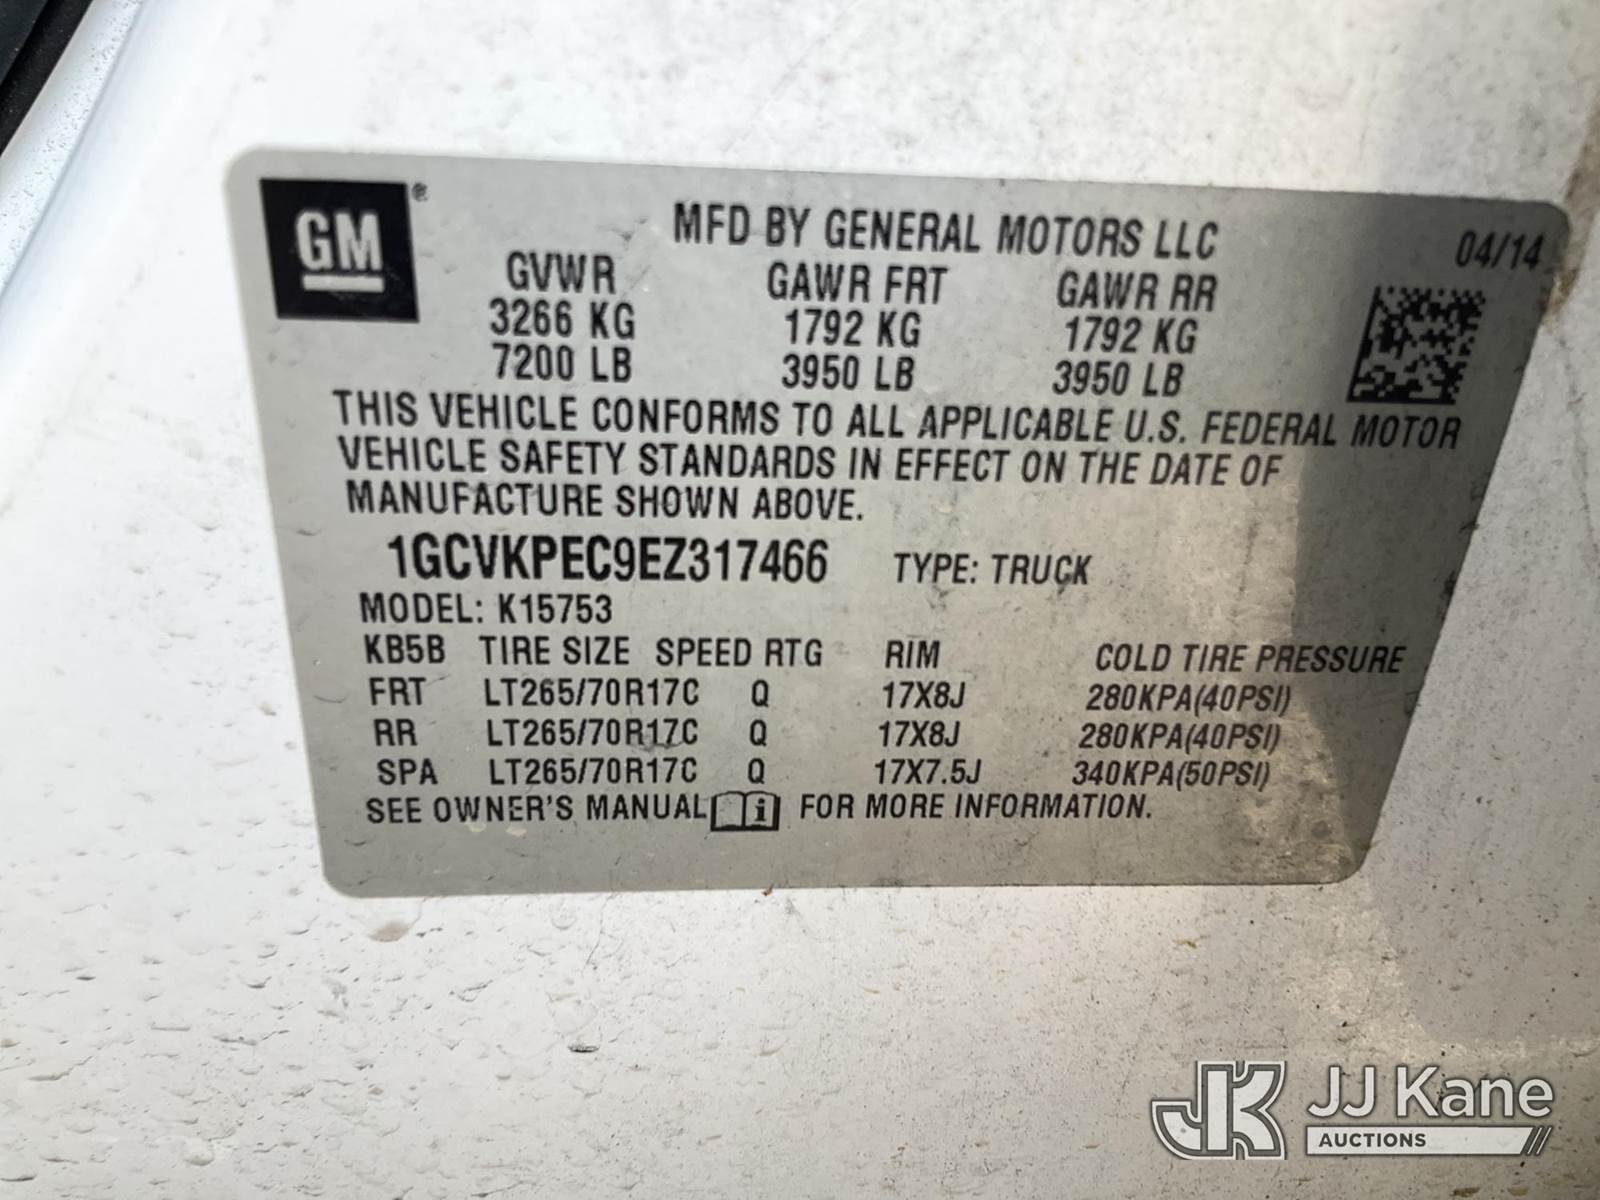 GM®
MFD BY GENERAL MOTORS LLC 04/14
GVWR GAWR FRT GAWR RR
3266 KG 1792 KG 1792 KG
7200 LB 3950 LB 3950 LB
THIS VEHICLE CONFORMS TO ALL APPLICABLE U.S. FEDERAL MOTOR
VEHICLE SAFETY STANDARDS IN EFFECT ON THE DATE OF
MANUFACTURE SHOWN ABOVE.
1GCVKPEC9EZ317466 TYPE: TRUCK
MODEL: K15753
KB5B TIRE SIZE SPEED RTG RIM COLD TIRE PRESSURE
FRT LT265/70R17C Q 17X8J 280KPA(40PSI)
RR LT265/70R17C Q 17X8J 280KPA(40PSI)
SPA LT265/70R17C Q 17X7.5J 340KPA(50PSI)
SEE OWNER'S MANUAL i FOR MORE INFORMATION.
JK JJ Kane
AUCTIONS